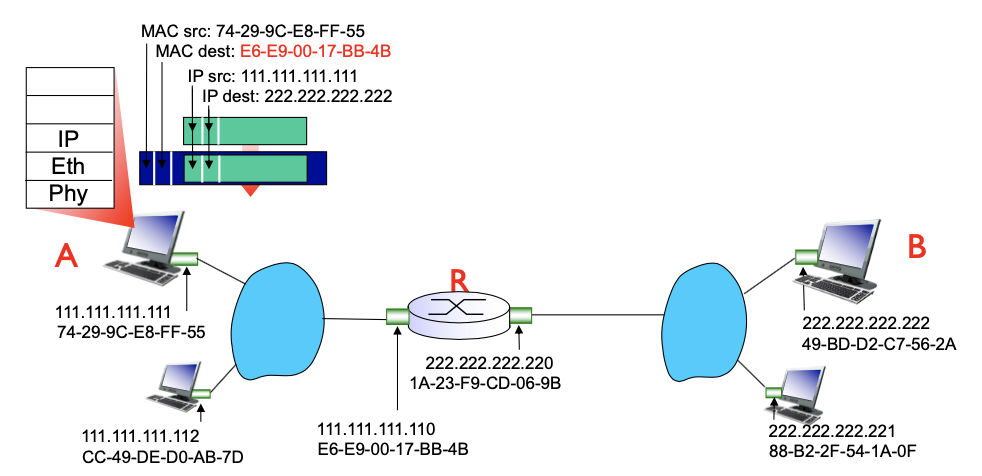 MAC src: 74-29-9C-E8-FF-55
MAC dest: E6-E9-00-17-BB-4B
IP src: 111.111.111.111
IP dest: 222.222.222.222
IP
Eth
Phy
A
R
B
111.111.111.111
74-29-9C-E8-FF-55
222.222.222.222
49-BD-D2-C7-56-2A
222.222.222.220
1A-23-F9-CD-06-9B
111.111.111.112
CC-49-DE-D0-AB-7D
111.111.111.110
E6-E9-00-17-BB-4B
222.222.222.221
88-B2-2F-54-1A-0F